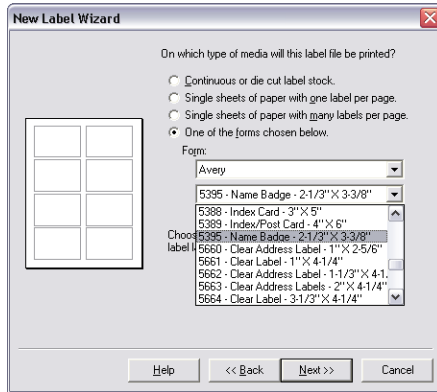 New Label Wizard
On which type of media will this label file be printed?
Continuous or die cut label stock.
Single sheets of paper with one label per page.
Single sheets of paper with many labels per page.
One of the forms chosen below.
Form:
Avery
5395 - Name Badge - 2-1/3" X 3-3/8"
5388 - Index Card - 3" X 5"
5389 - Index/Post Card - 4" X 6"
Choos 5395 - Name Badge - 2-1/3" X 3-3/8"
label l 5660 - Clear Address Label - 1" X 2-5/6"
5661 - Clear Label - 1" X 4-1/4"
5662 - Clear Address Labels - 1-1/3" X 4-1.
5663 - Clear Address Labels - 2" X 4-1/4"
5664 - Clear Label - 3-1/3" X 4-1/4"
Help << Back Next >> Cancel